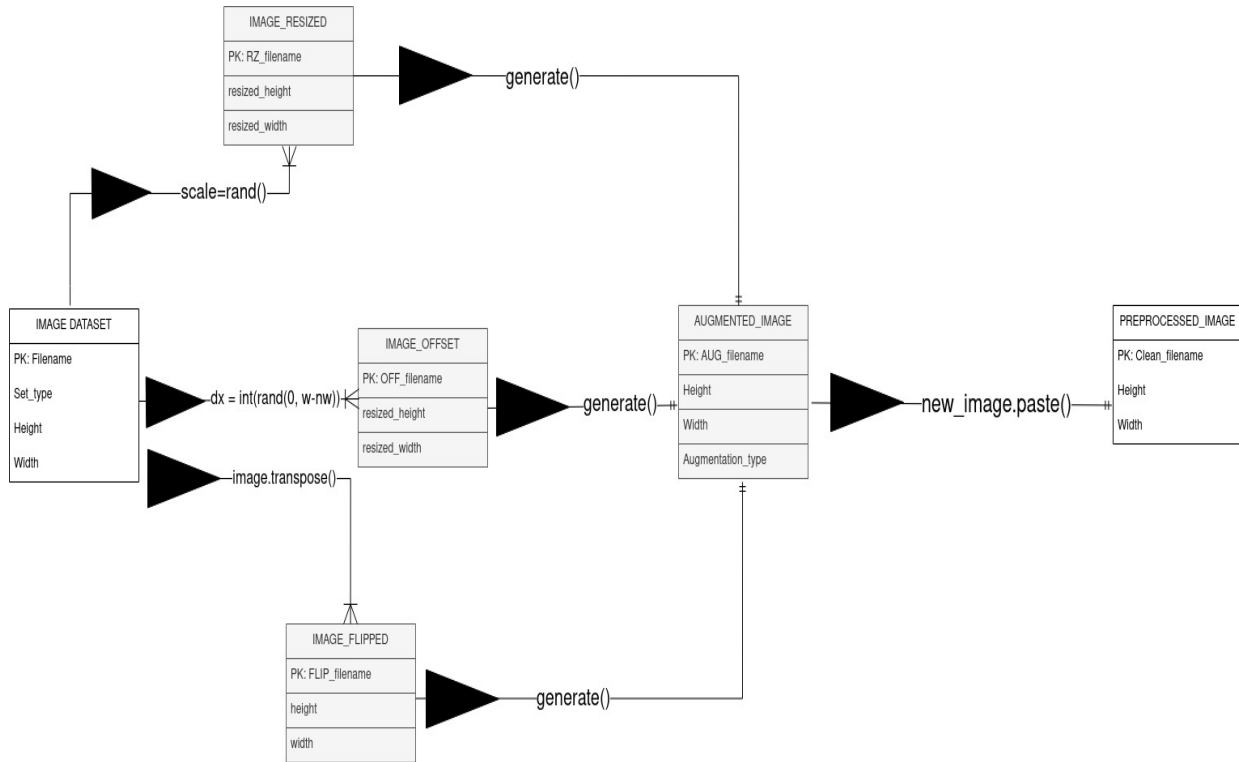 IMAGE_RESIZED
PK: RZ_filename
resized_height
resized_width
generate()
scale=rand()
IMAGE DATASET
PK: Filename
Set_type
Height
Width
dx = int(rand(0, w-nw))
image.transpose()
IMAGE_OFFSET
PK: OFF_filename
resized_height
resized_width
generate()
AUGMENTED_IMAGE
PK: AUG_filename
Height
Width
Augmentation_type
new_image.paste()
PREPROCESSED_IMAGE
PK: Clean_filename
Height
Width
IMAGE_FLIPPED
PK: FLIP_filename
height
width
generate()